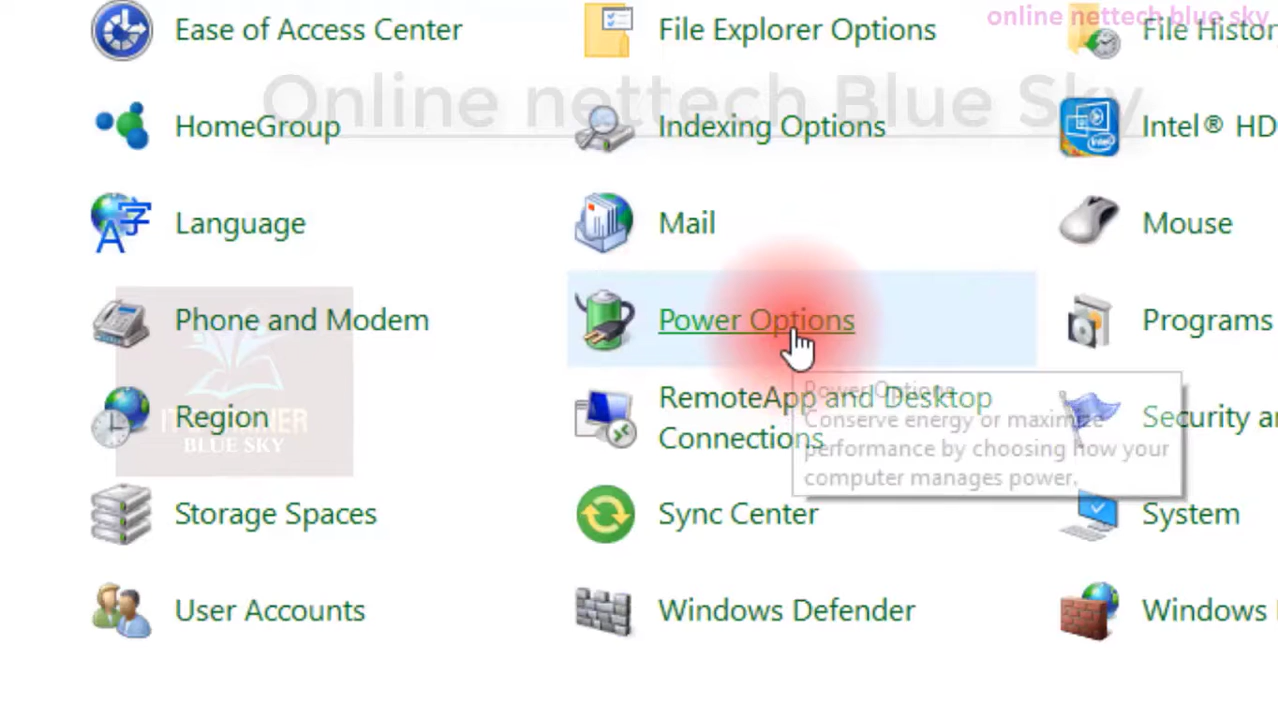 online nettech blue sky
Ease of Access Center
File Explorer Options
File Histor
Online nettech Blue Sky
HomeGroup
Indexing Options
Intel® HD
Language
Mail
Mouse
Phone and Modem
Power Options
Programs
Region
BLUE SKY
RemoteApp and Desktop
Connections
Security an
Power Options
Conserve energy or maximize
performance by choosing how your
computer manages power.
Storage Spaces
Sync Center
System
User Accounts
Windows Defender
Windows